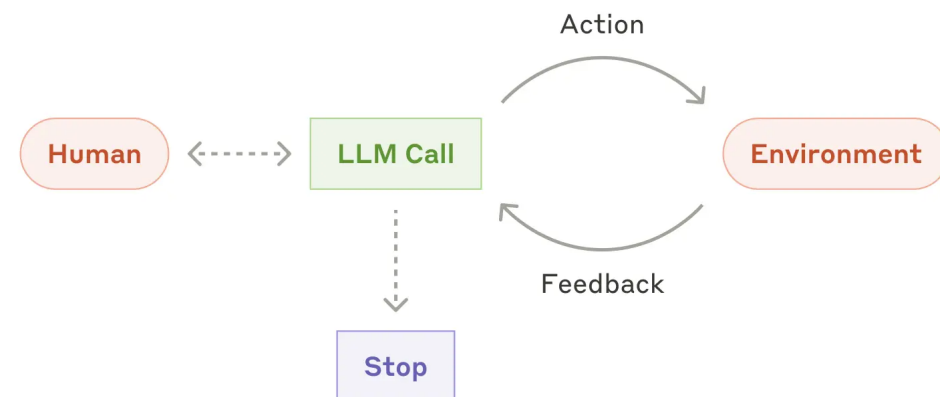 Action
Human
LLM Call
Environment
Feedback
Stop